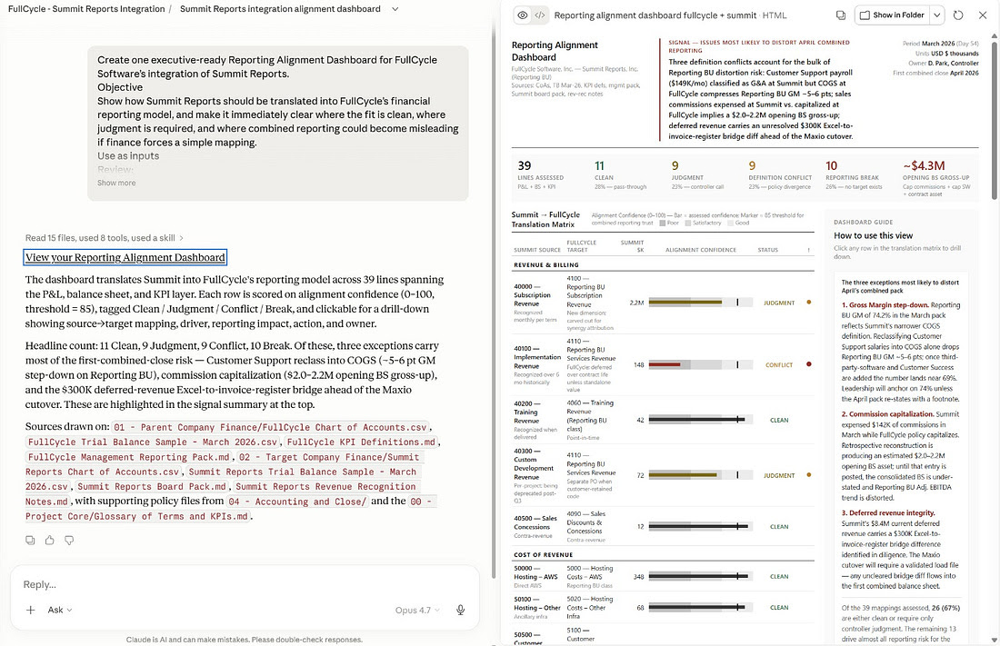 FullCycle - Summit Reports Integration / Summit Reports integration alignment dashboard
Create one executive-ready Reporting Alignment Dashboard for FullCycle
Software's integration of Summit Reports.
Objective
Show how Summit Reports should be translated into FullCycle's financial
reporting model, and make it immediately clear where the fit is clean, where
judgment is required, and where combined reporting could become misleading
if finance forces a simple mapping.
Use as inputs
Review:
Show more
Read 15 files, used 8 tools, used a skill >
View your Reporting Alignment Dashboard
The dashboard translates Summit into FullCycle's reporting model across 39 lines spanning
the P&L, balance sheet, and KPI layer. Each row is scored on alignment confidence (0–100,
threshold = 85), tagged Clean / Judgment / Conflict / Break, and clickable for a drill-down
showing source→target mapping, driver, reporting impact, action, and owner.
Headline count: 11 Clean, 9 Judgment, 9 Conflict, 10 Break. Of these, three exceptions carry
most of the first-combined-close risk — Customer Support reclass into COGS (~5–6 pt GM
step-down on Reporting BU), commission capitalization ($2.0–2.2M opening BS gross-up),
and the $300K deferred-revenue Excel-to-invoice-register bridge ahead of the Maxio
cutover. These are highlighted in the signal summary at the top.
Sources drawn on: 01 - Parent Company Finance/FullCycle Chart of Accounts.csv,
FullCycle Trial Balance Sample - March 2026.csv, FullCycle KPI Definitions.md,
FullCycle Management Reporting Pack.md, 02 - Target Company Finance/Summit
Reports Chart of Accounts.csv, Summit Reports Trial Balance Sample - March
2026.csv, Summit Reports Board Pack.md, Summit Reports Revenue Recognition
Notes.md, with supporting policy files from 04 - Accounting and Close/ and the 00 -
Project Core/Glossary of Terms and KPIs.md.
Reply...
Ask
Opus 4.7
Claude is AI and can make mistakes. Please double-check responses.
Reporting alignment dashboard fullcycle + summit · HTML
Show in Folder
Reporting Alignment
Dashboard
FullCycle Software, Inc. — Summit Reports, Inc.
(Reporting BU)
Sources: CoAs, TB Mar-26, KPI defs, mgmt pack,
Summit board pack, rev-rec notes
SIGNAL — ISSUES MOST LIKELY TO DISTORT APRIL COMBINED
REPORTING
Three definition conflicts account for the bulk of
Reporting BU distortion risk: Customer Support payroll
($149K/mo) classified as G&A at Summit but COGS at
FullCycle compresses Reporting BU GM ~5–6 pts; sales
commissions expensed at Summit vs. capitalized at
FullCycle implies a $2.0–2.2M opening BS gross-up;
deferred revenue carries an unresolved $300K Excel-to-
invoice-register bridge diff ahead of the Maxio cutover.
Period March 2026 (Day 54)
Units USD $ thousands
Owner D. Park, Controller
First combined close April 2026
39
LINES ASSESSED
P&L + BS + KPI
11
CLEAN
28% — pass-through
9
JUDGMENT
23% — controller call
9
DEFINITION CONFLICT
23% — policy divergence
10
REPORTING BREAK
26% — no target exists
~$4.3M
OPENING BS GROSS-UP
Cap commissions + cap SW
+ contract asset
Summit → FullCycle
Translation Matrix
Alignment Confidence (0–100) — Bar = assessed confidence; Marker = 85 threshold for
combined reporting trust Poor Satisfactory Good
SUMMIT SOURCE
FULLCYCLE
TARGET
SUMMIT
$K
ALIGNMENT CONFIDENCE
STATUS
!
REVENUE & BILLING
40000 —
Subscription
Revenue
Recognized
monthly per term
4100 —
Reporting BU
Subscription
Revenue
New dimension;
carved out for
synergy attribution
2.2M
JUDGMENT
40100 —
Implementation
Revenue
Recognized over 6
mo historically
4110 —
Reporting BU
Services Revenue
FullCycle: deferred
over contract life
unless standalone
value
148
CONFLICT
40200 —
Training
Revenue
Recognized when
delivered
4060 — Training
Revenue
(Reporting BU
class)
Point-in-time
42
CLEAN
40300 —
Custom
Development
Revenue
Per-project; being
deprecated post-
Q3
4110 —
Reporting BU
Services Revenue
Separate PO when
customer-retained
code
72
JUDGMENT
40500 — Sales
Concessions
Contra-revenue
4090 — Sales
Discounts &
Concessions
Contra revenue
12
CLEAN
COST OF REVENUE
50000 —
Hosting – AWS
Direct AWS
5000 — Hosting
Costs – AWS
Reporting BU class
348
CLEAN
50100 —
Hosting – Other
Ancillary infra
5020 — Hosting
Costs – Other
Infra
68
CLEAN
50500 —
Customer
5100 —
Customer
DASHBOARD GUIDE
How to use this view
Click any row in the translation matrix to drill
down.
The three exceptions most likely to distort
April's combined pack
1. Gross Margin step-down. Reporting
BU GM of 74.2% in the March pack
reflects Summit's narrower COGS
definition. Reclassifying Customer
Support salaries into COGS alone drops
Reporting BU GM ~5–6 pts; once third-
party-software and Customer Success
are added the number lands near 69%.
Leadership will anchor on 74% unless
the April pack re-states with a footnote.
2. Commission capitalization. Summit
expensed $142K of commissions in
March while FullCycle policy capitalizes.
Retrospective reconstruction is
producing an estimated $2.0–2.2M
opening BS asset; until that entry is
posted, the consolidated BS is under-
stated and Reporting BU Adj. EBITDA
trend is distorted.
3. Deferred revenue integrity.
Summit's $8.4M current deferred
revenue carries a $300K Excel-to-
invoice-register bridge difference
identified in diligence. The Maxio
cutover will require a validated load file
— any uncleared bridge diff flows into
the first combined balance sheet.
Of the 39 mappings assessed, 26 (67%)
are either clean or require only
controller judgment. The remaining 13
drive almost all reporting risk for the